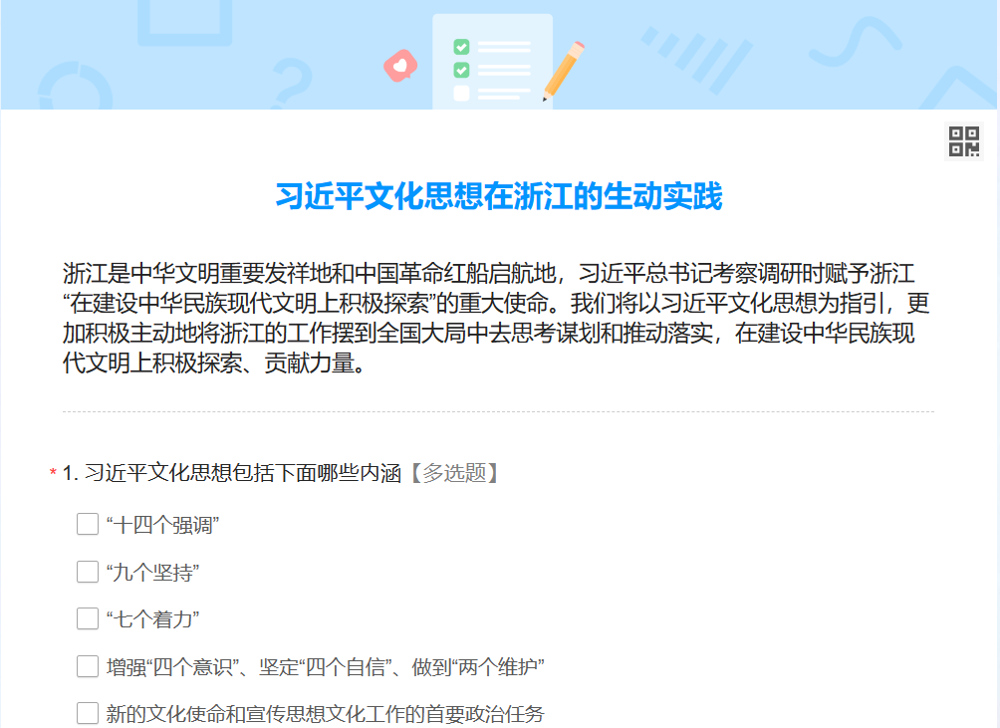 习近平文化思想在浙江的生动实践
浙江是中华文明重要发祥地和中国革命红船启航地，习近平总书记考察调研时赋予浙江
“在建设中华民族现代文明上积极探索”的重大使命。我们将以习近平文化思想为指引，更
加积极主动地将浙江的工作摆到全国大局中去思考谋划和推动落实，在建设中华民族现
代文明上积极探索、贡献力量。
* 1. 习近平文化思想包括下面哪些内涵【多选题】
“十四个强调”
“九个坚持”
“七个着力”
增强“四个意识”、坚定“四个自信”、做到“两个维护”
新的文化使命和宣传思想文化工作的首要政治任务